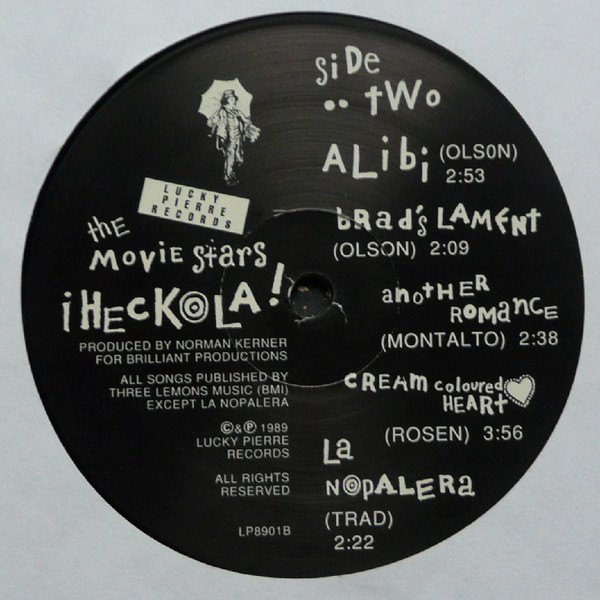 LUCKY
PIERRE
RECORDS
the
MOVIE StARS
¡HECKOLA!
PRODUCED BY NORMAN KERNER
FOR BRILLIANT PRODUCTIONS
ALL SONGS PUBLISHED BY
THREE LEMONS MUSIC (BMI)
EXCEPT LA NOPALERA
©&℗ 1989
LUCKY PIERRE
RECORDS
ALL RIGHTS
RESERVED
LP8901B
SiDe
•• tWo
ALibi (OLSON)
2:53
bRad's LAMENT
(OLSON) 2:09
anotHER
ROMANCE
(MONTALTO) 2:38
CREAM coloured
HEARt
(ROSEN) 3:56
La
NOpALERa
(TRAD)
2:22